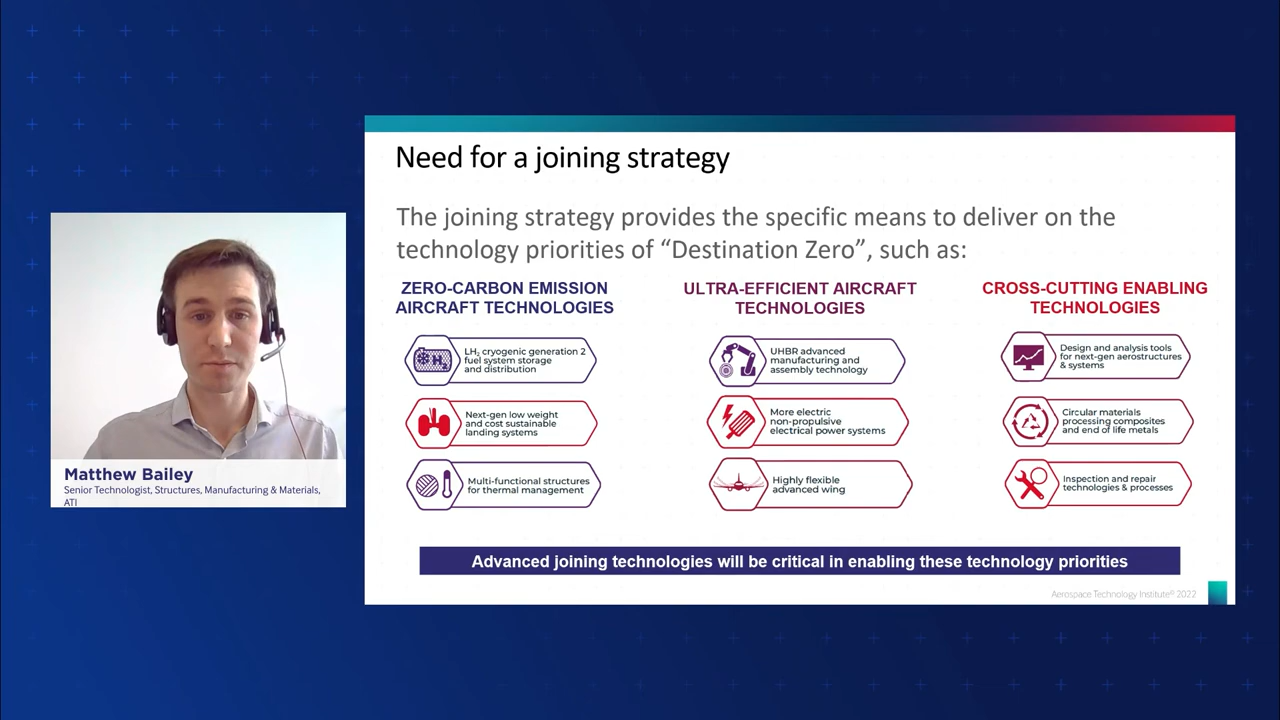 Need for a joining strategy
The joining strategy provides the specific means to deliver on the
technology priorities of “Destination Zero”, such as:
ZERO-CARBON EMISSION
AIRCRAFT TECHNOLOGIES
LH₂ cryogenic generation 2
fuel system storage
and distribution
H₂
Next-gen low weight
and cost sustainable
landing systems
Multi-functional structures
for thermal management
ULTRA-EFFICIENT AIRCRAFT
TECHNOLOGIES
UHBR advanced
manufacturing and
assembly technology
More electric
non-propulsive
electrical power systems
Highly flexible
advanced wing
CROSS-CUTTING ENABLING
TECHNOLOGIES
Design and analysis tools
for next-gen aerostructures
& systems
Circular materials
processing composites
and end of life metals
Inspection and repair
technologies & processes
Advanced joining technologies will be critical in enabling these technology priorities
Aerospace Technology Institute© 2022
Matthew Bailey
Senior Technologist, Structures, Manufacturing & Materials,
ATI